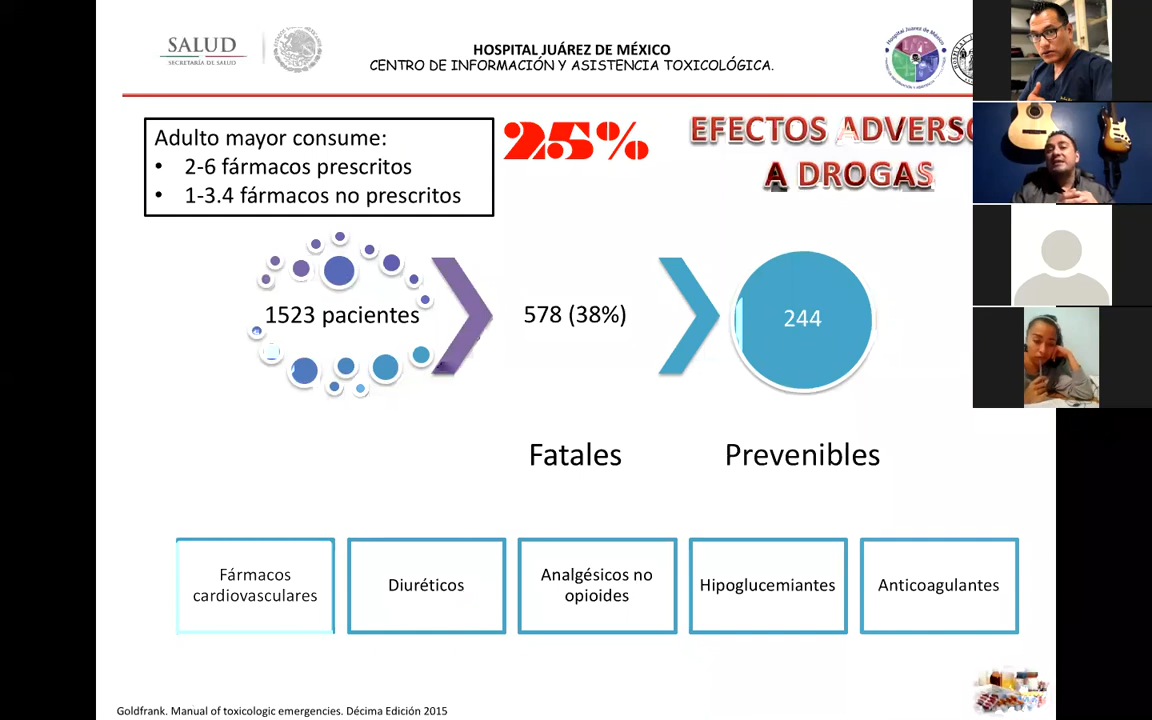 SALUD
SECRETARÍA DE SALUD
HOSPITAL JUÁREZ DE MÉXICO
CENTRO DE INFORMACIÓN Y ASISTENCIA TOXICOLÓGICA.
Adulto mayor consume:
• 2-6 fármacos prescritos
• 1-3.4 fármacos no prescritos
25%
EFECTOS ADVERSO
A DROGAS
1523 pacientes
578 (38%)
244
Fatales
Prevenibles
Fármacos
cardiovasculares
Diuréticos
Analgésicos no
opioides
Hipoglucemiantes
Anticoagulantes
Goldfrank. Manual of toxicologic emergencies. Décima Edición 2015